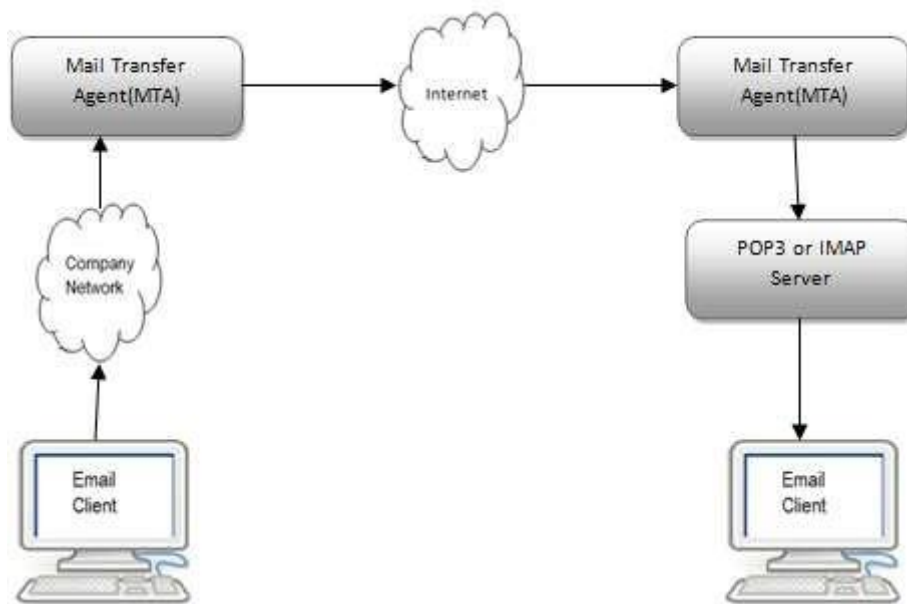 Mail Transfer
Agent(MTA)
Internet
Mail Transfer
Agent(MTA)
Company
Network
POP3 or IMAP
Server
Email
Client
Email
Client